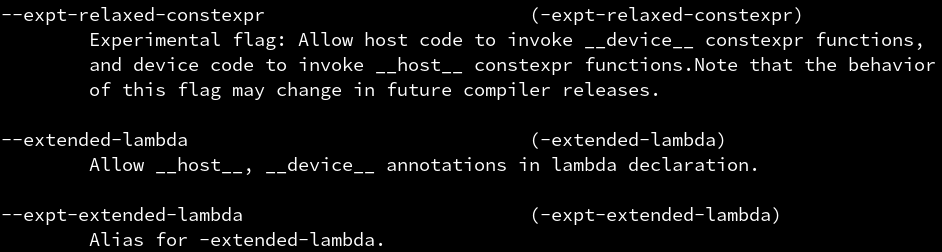 --expt-relaxed-constexpr (-expt-relaxed-constexpr)
Experimental flag: Allow host code to invoke __device__ constexpr functions,
and device code to invoke __host__ constexpr functions.Note that the behavior
of this flag may change in future compiler releases.
--extended-lambda (-extended-lambda)
Allow __host__, __device__ annotations in lambda declaration.
--expt-extended-lambda (-expt-extended-lambda)
Alias for -extended-lambda.